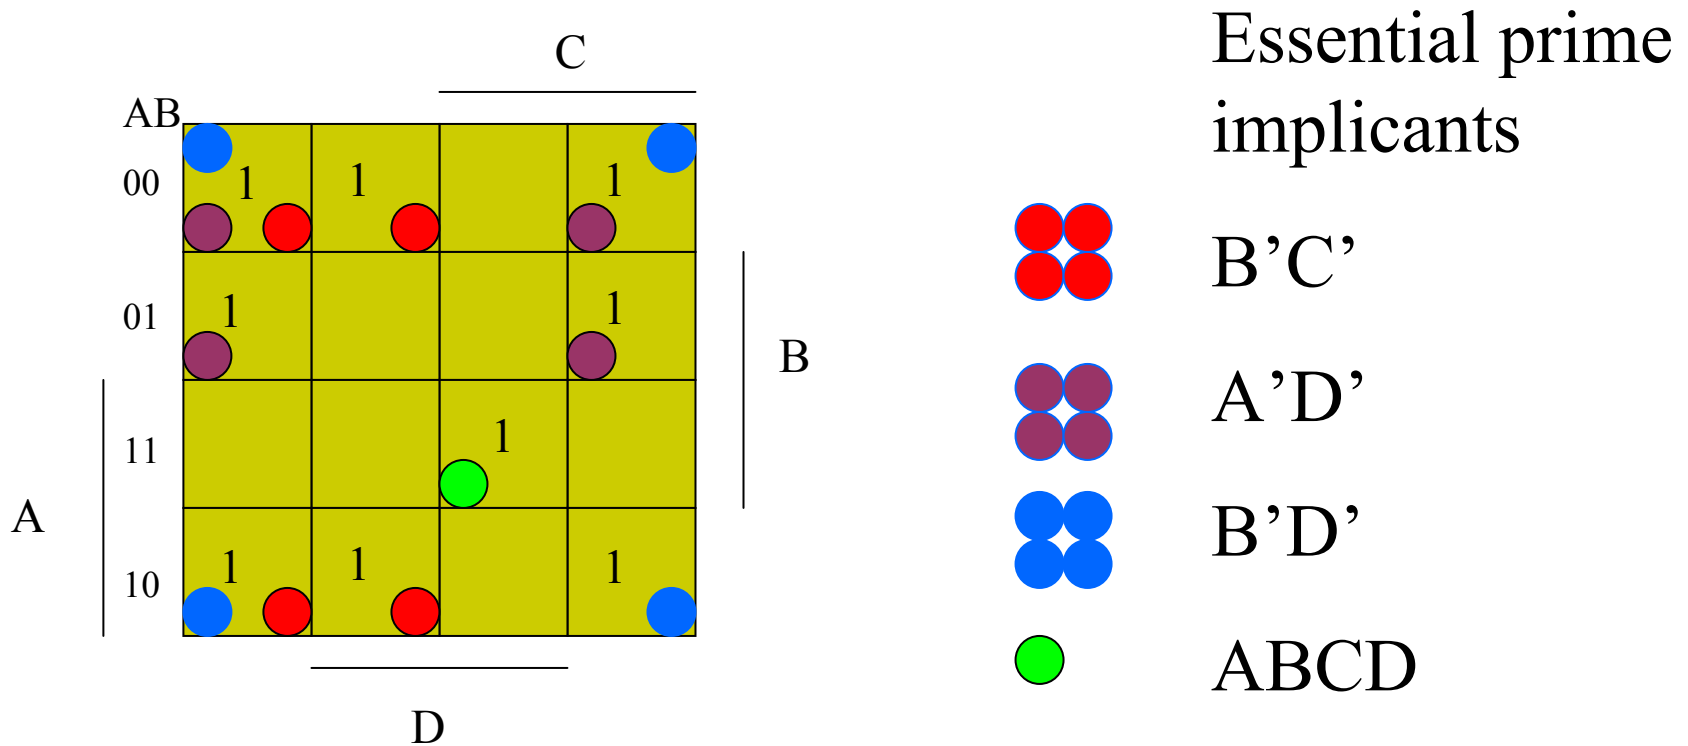 C
AB
00 1 1 1
01 1 1
B
11 1
A
10 1 1 1
D
Essential prime
implicants
B’C’
A’D’
B’D’
ABCD